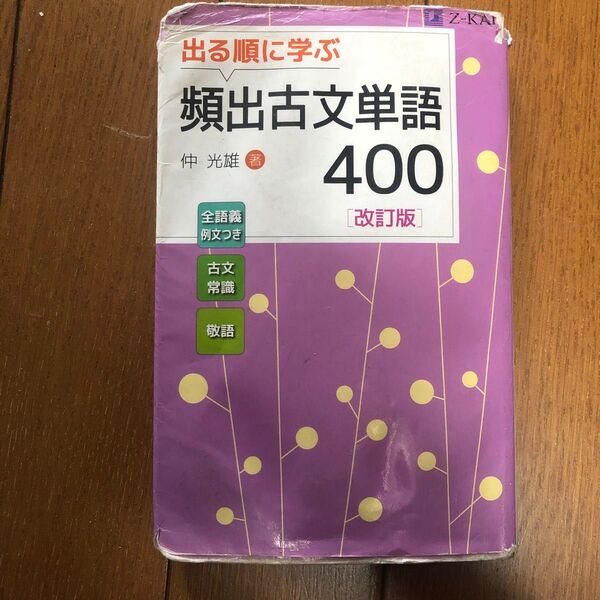 Z-KAI
出る順に学ぶ
頻出古文単語
400
仲 光雄 著
[改訂版]
全語義
例文つき
古文
常識
敬語